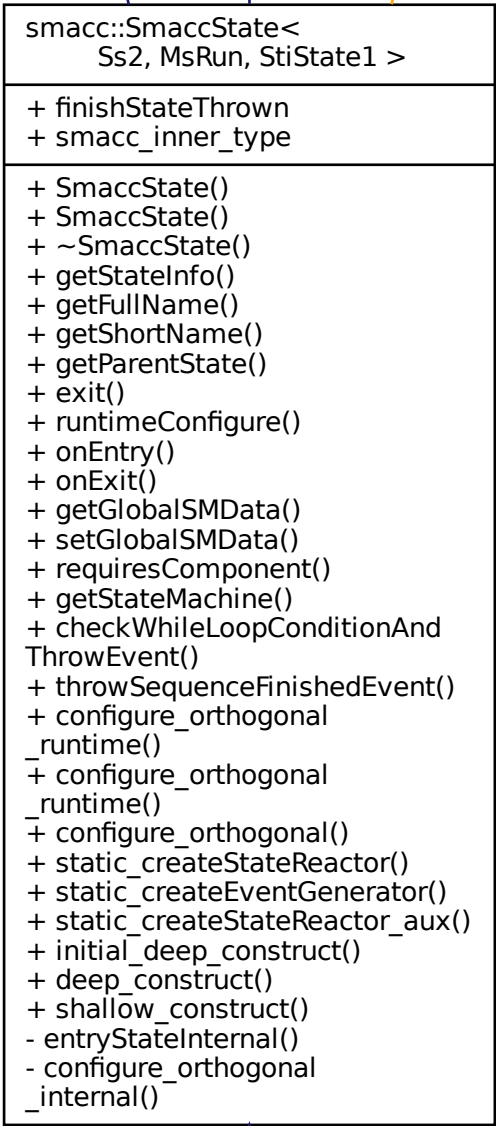 smacc::SmaccState<
Ss2, MsRun, StiState1 >
+ finishStateThrown
+ smacc_inner_type
+ SmaccState()
+ SmaccState()
+ ~SmaccState()
+ getStateInfo()
+ getFullName()
+ getShortName()
+ getParentState()
+ exit()
+ runtimeConfigure()
+ onEntry()
+ onExit()
+ getGlobalSMData()
+ setGlobalSMData()
+ requiresComponent()
+ getStateMachine()
+ checkWhileLoopConditionAnd
ThrowEvent()
+ throwSequenceFinishedEvent()
+ configure_orthogonal
_runtime()
+ configure_orthogonal
_runtime()
+ configure_orthogonal()
+ static_createStateReactor()
+ static_createEventGenerator()
+ static_createStateReactor_aux()
+ initial_deep_construct()
+ deep_construct()
+ shallow_construct()
- entryStateInternal()
- configure_orthogonal
_internal()